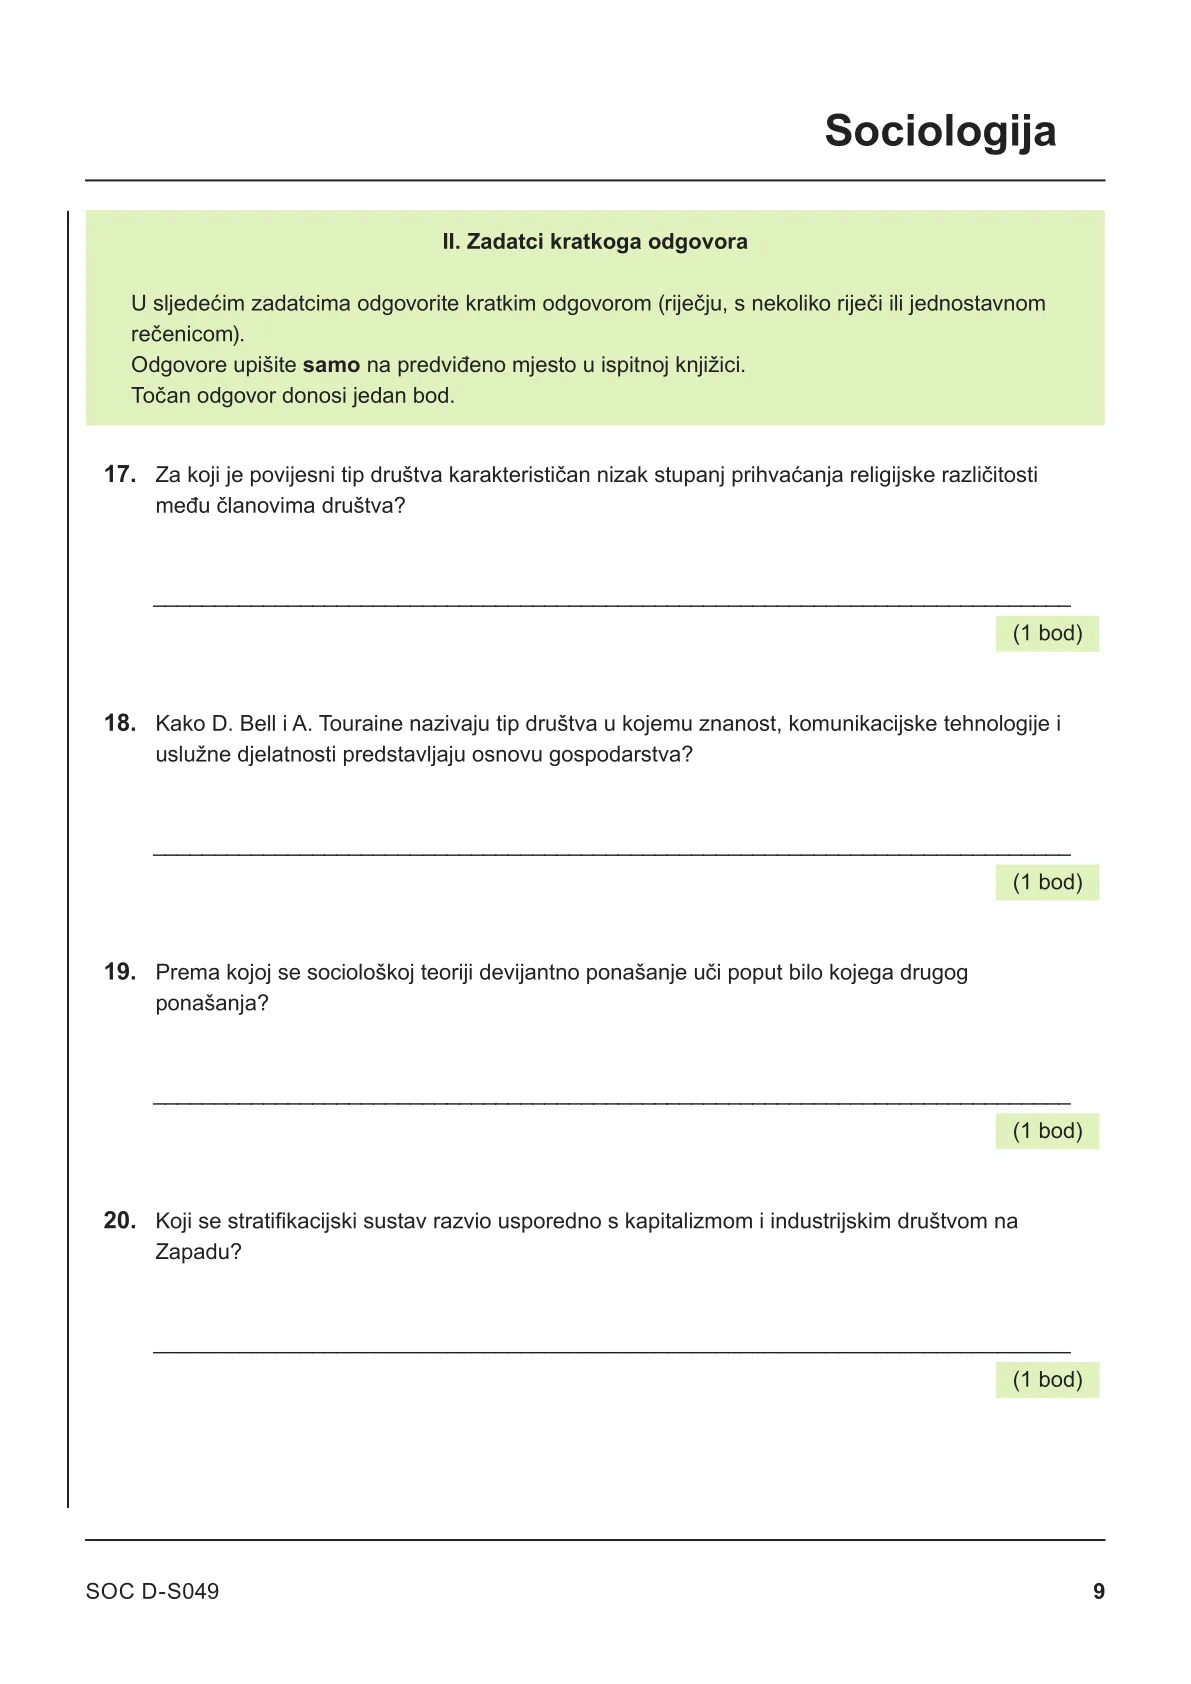 Sociologija
II. Zadatci kratkoga odgovora
U sljedećim zadatcima odgovorite kratkim odgovorom (riječju, s nekoliko riječi ili jednostavnom
rečenicom).
Odgovore upišite samo na predviđeno mjesto u ispitnoj knjižici.
Točan odgovor donosi jedan bod.
17. Za koji je povijesni tip društva karakterističan nizak stupanj prihvaćanja religijske različitosti
među članovima društva?
(1 bod)
18. Kako D. Bell i A. Touraine nazivaju tip društva u kojemu znanost, komunikacijske tehnologije i
uslužne djelatnosti predstavljaju osnovu gospodarstva?
(1 bod)
19. Prema kojoj se sociološkoj teoriji devijantno ponašanje uči poput bilo kojega drugog
ponašanja?
(1 bod)
20. Koji se stratifikacijski sustav razvio usporedno s kapitalizmom i industrijskim društvom na
Zapadu?
(1 bod)
SOC D-S049
9